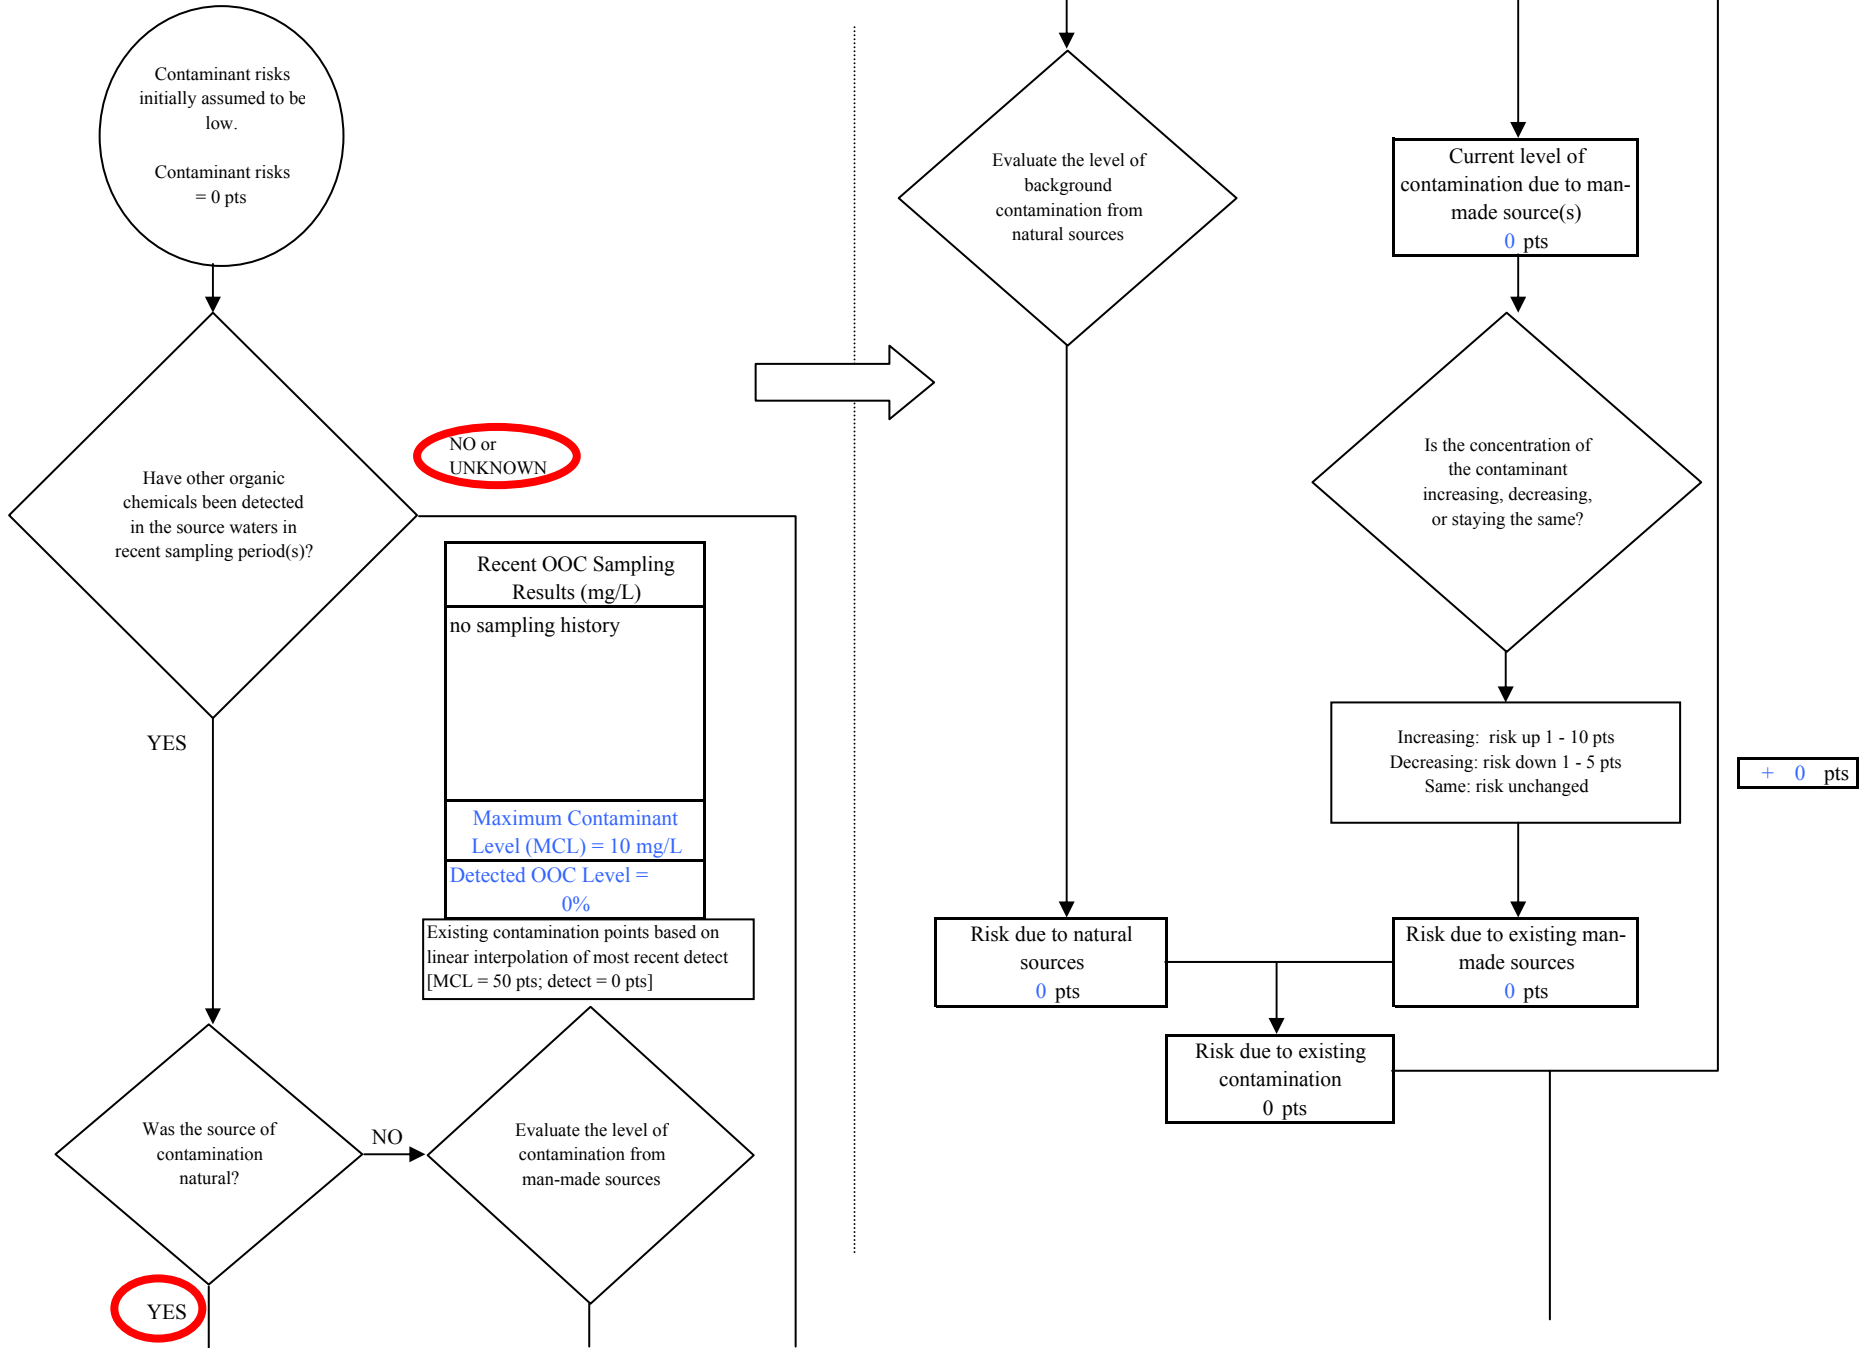 Contaminant risks
initially assumed to be
low.
Contaminant risks
= 0 pts
Have other organic
chemicals been detected
in the source waters in
recent sampling period(s)?
NO or
UNKNOWN
YES
Recent OOC Sampling
Results (mg/L)
no sampling history
Maximum Contaminant
Level (MCL) = 10 mg/L
Detected OOC Level =
0%
Existing contamination points based on
linear interpolation of most recent detect
[MCL = 50 pts; detect = 0 pts]
Was the source of
contamination
natural?
NO
Evaluate the level of
contamination from
man-made sources
YES
Evaluate the level of
background
contamination from
natural sources
Current level of
contamination due to man-
made source(s)
0 pts
Is the concentration of
the contaminant
increasing, decreasing,
or staying the same?
Increasing: risk up 1 - 10 pts
Decreasing: risk down 1 - 5 pts
Same: risk unchanged
+ 0 pts
Risk due to natural
sources
0 pts
Risk due to existing man-
made sources
0 pts
Risk due to existing
contamination
0 pts